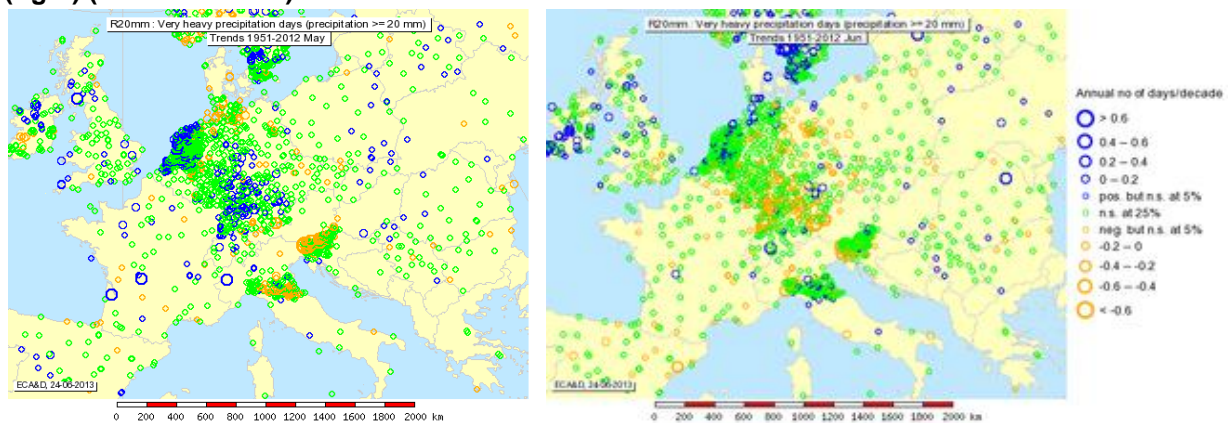 R20mm : Very heavy precipitation days (precipitation >= 20 mm)
Trends 1951-2012 May
ECA&D, 24-06-2013
0 200 400 600 800 1000 1200 1400 1600 1800 2000 km
R20mm : Very heavy precipitation days (precipitation >= 20 mm)
Trends 1951-2012 Jun
ECA&D, 24-06-2013
0 200 400 600 800 1000 1200 1400 1600 1800 2000 km
Annual no of days/decade
> 0.6
0.4 -- 0.6
0.2 -- 0.4
0 -- 0.2
pos. but n.s. at 5%
n.s. at 25%
neg. but n.s. at 5%
-0.2 -- 0
-0.4 -- -0.2
-0.6 -- -0.4
< -0.6